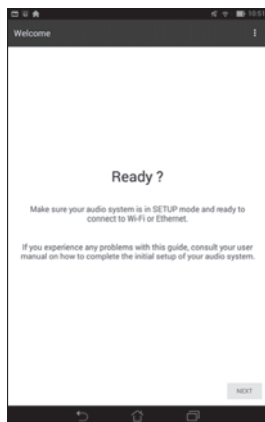 10:51
Welcome
Ready ?
Make sure your audio system is in SETUP mode and ready to
connect to Wi-Fi or Ethernet.
If you experience any problems with this guide, consult your user
manual on how to complete the initial setup of your audio system.
NEXT